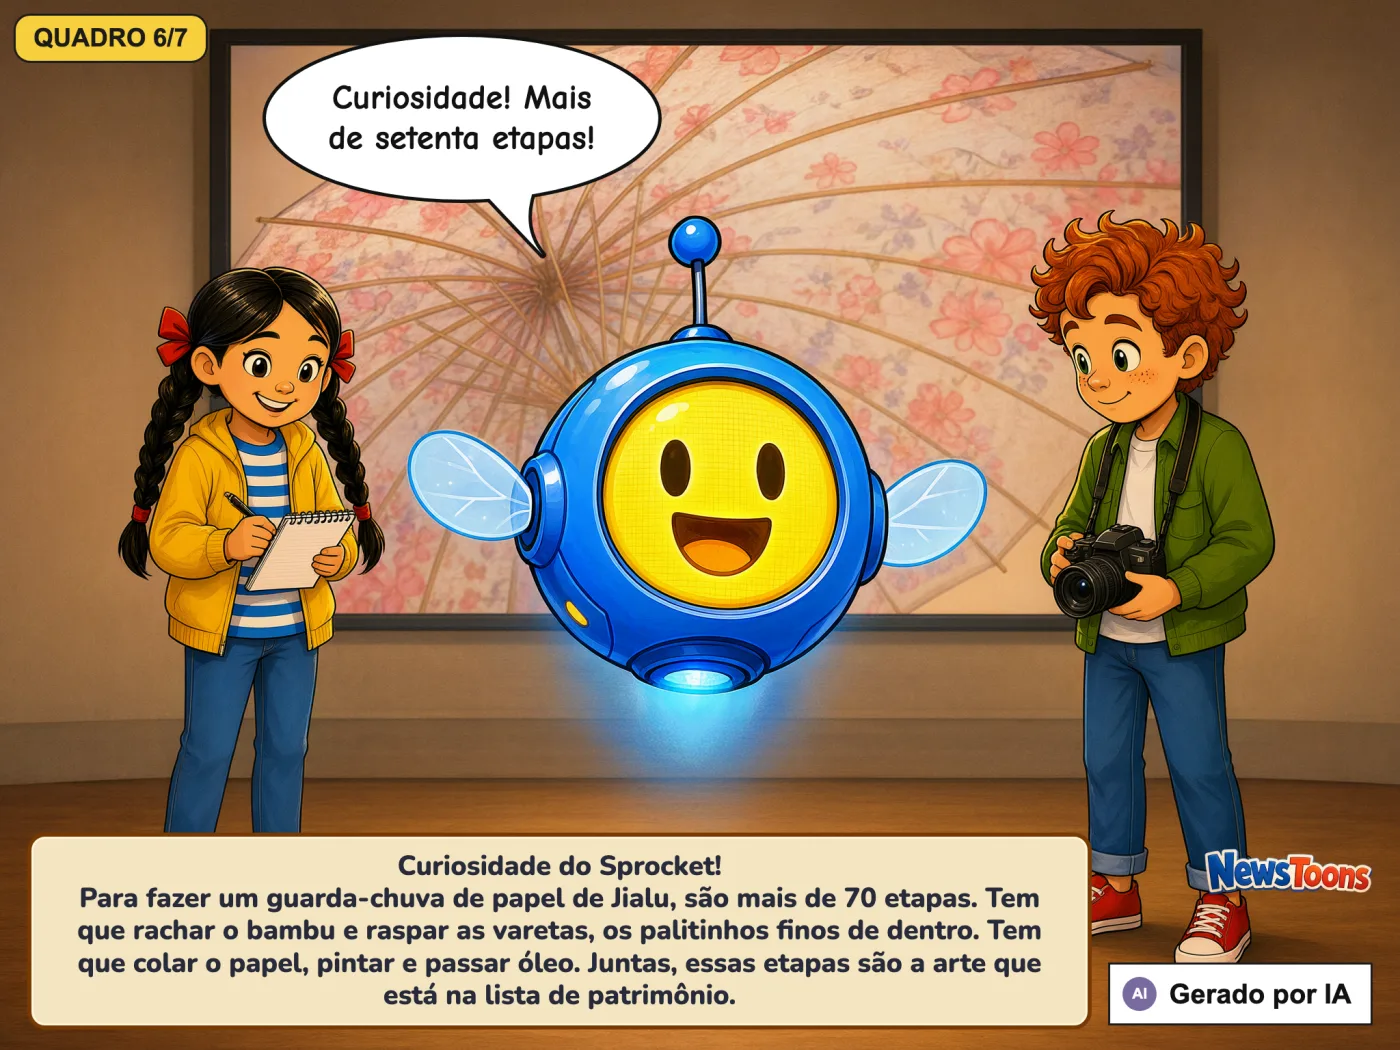 QUADRO 6/7
Curiosidade! Mais
de setenta etapas!
Curiosidade do Sprocket!
Para fazer um guarda-chuva de papel de Jialu, são mais de 70 etapas. Tem
que rachar o bambu e raspar as varetas, os palitinhos finos de dentro. Tem
que colar o papel, pintar e passar óleo. Juntas, essas etapas são a arte que
está na lista de patrimônio.
NewsToons
AI Gerado por IA